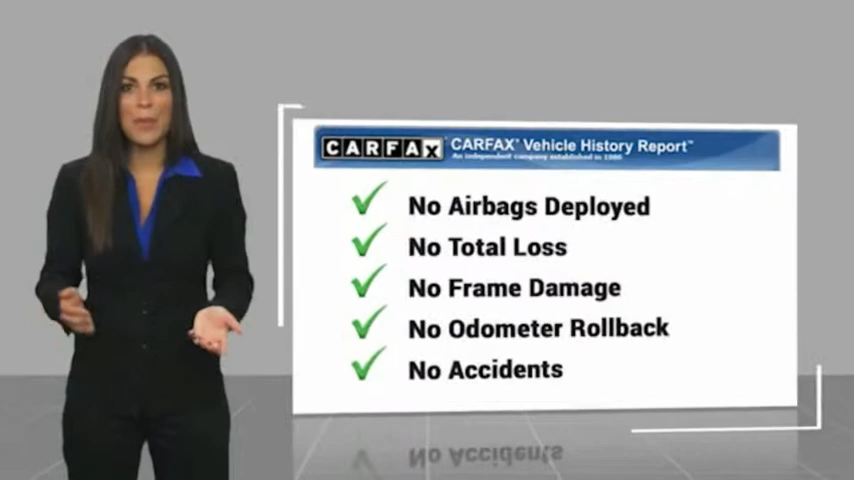 CARFAX CARFAX® Vehicle History Report™
An independent company established in 1986
No Airbags Deployed
No Total Loss
No Frame Damage
No Odometer Rollback
No Accidents
No Accidents